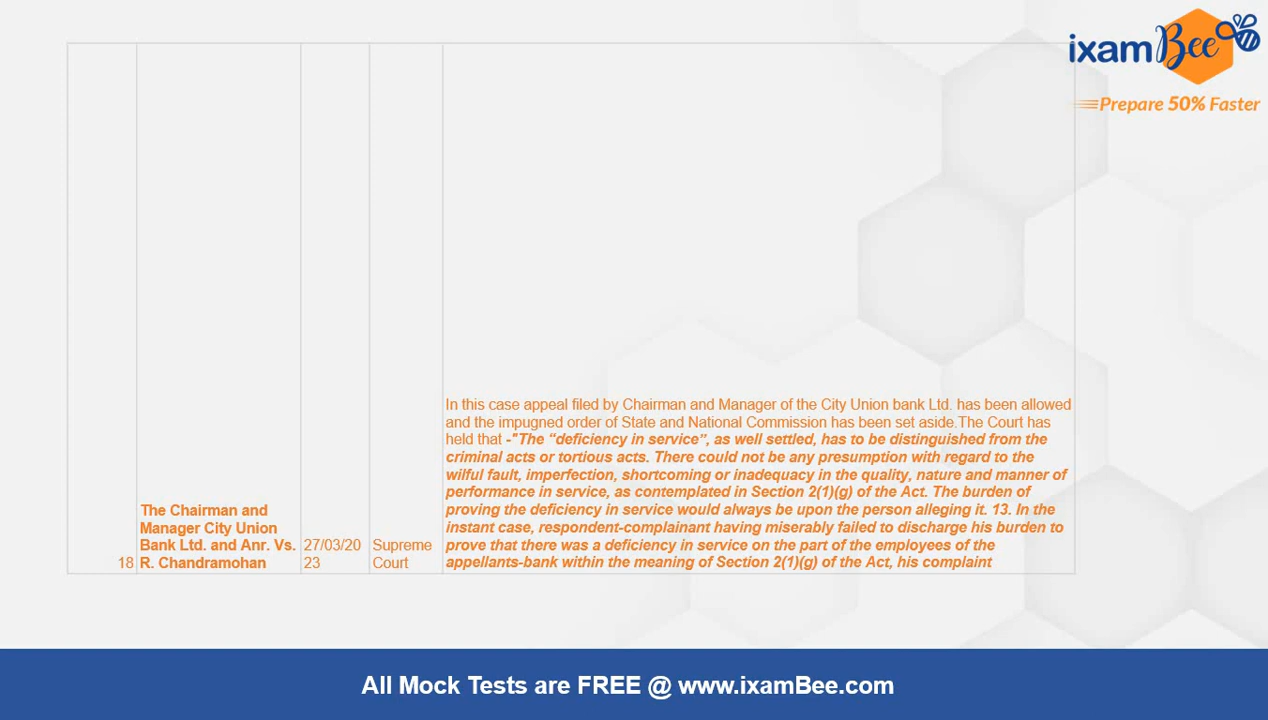 ixamBee
Prepare 50% Faster
In this case appeal filed by Chairman and Manager of the City Union bank Ltd. has been allowed
and the impugned order of State and National Commission has been set aside.The Court has
held that -"The “deficiency in service”, as well settled, has to be distinguished from the
criminal acts or tortious acts. There could not be any presumption with regard to the
wilful fault, imperfection, shortcoming or inadequacy in the quality, nature and manner of
performance in service, as contemplated in Section 2(1)(g) of the Act. The burden of
proving the deficiency in service would always be upon the person alleging it. 13. In the
instant case, respondent-complainant having miserably failed to discharge his burden to
prove that there was a deficiency in service on the part of the employees of the
appellants-bank within the meaning of Section 2(1)(g) of the Act, his complaint
18
The Chairman and
Manager City Union
Bank Ltd. and Anr. Vs.
R. Chandramohan
27/03/20
23
Supreme
Court
All Mock Tests are FREE @ www.ixamBee.com